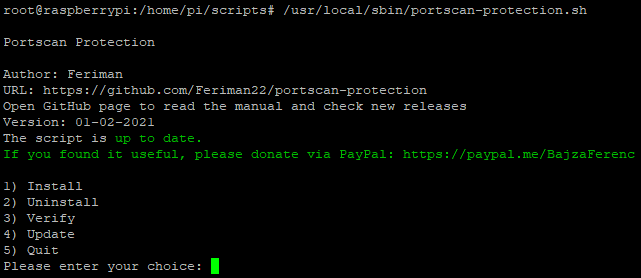 root@raspberrypi:/home/pi/scripts# /usr/local/sbin/portscan-protection.sh
Portscan Protection
Author: Feriman
URL: https://github.com/Feriman22/portscan-protection
Open GitHub page to read the manual and check new releases
Version: 01-02-2021
The script is up to date.
If you found it useful, please donate via PayPal: https://paypal.me/BajzaFerenc
1) Install
2) Uninstall
3) Verify
4) Update
5) Quit
Please enter your choice: